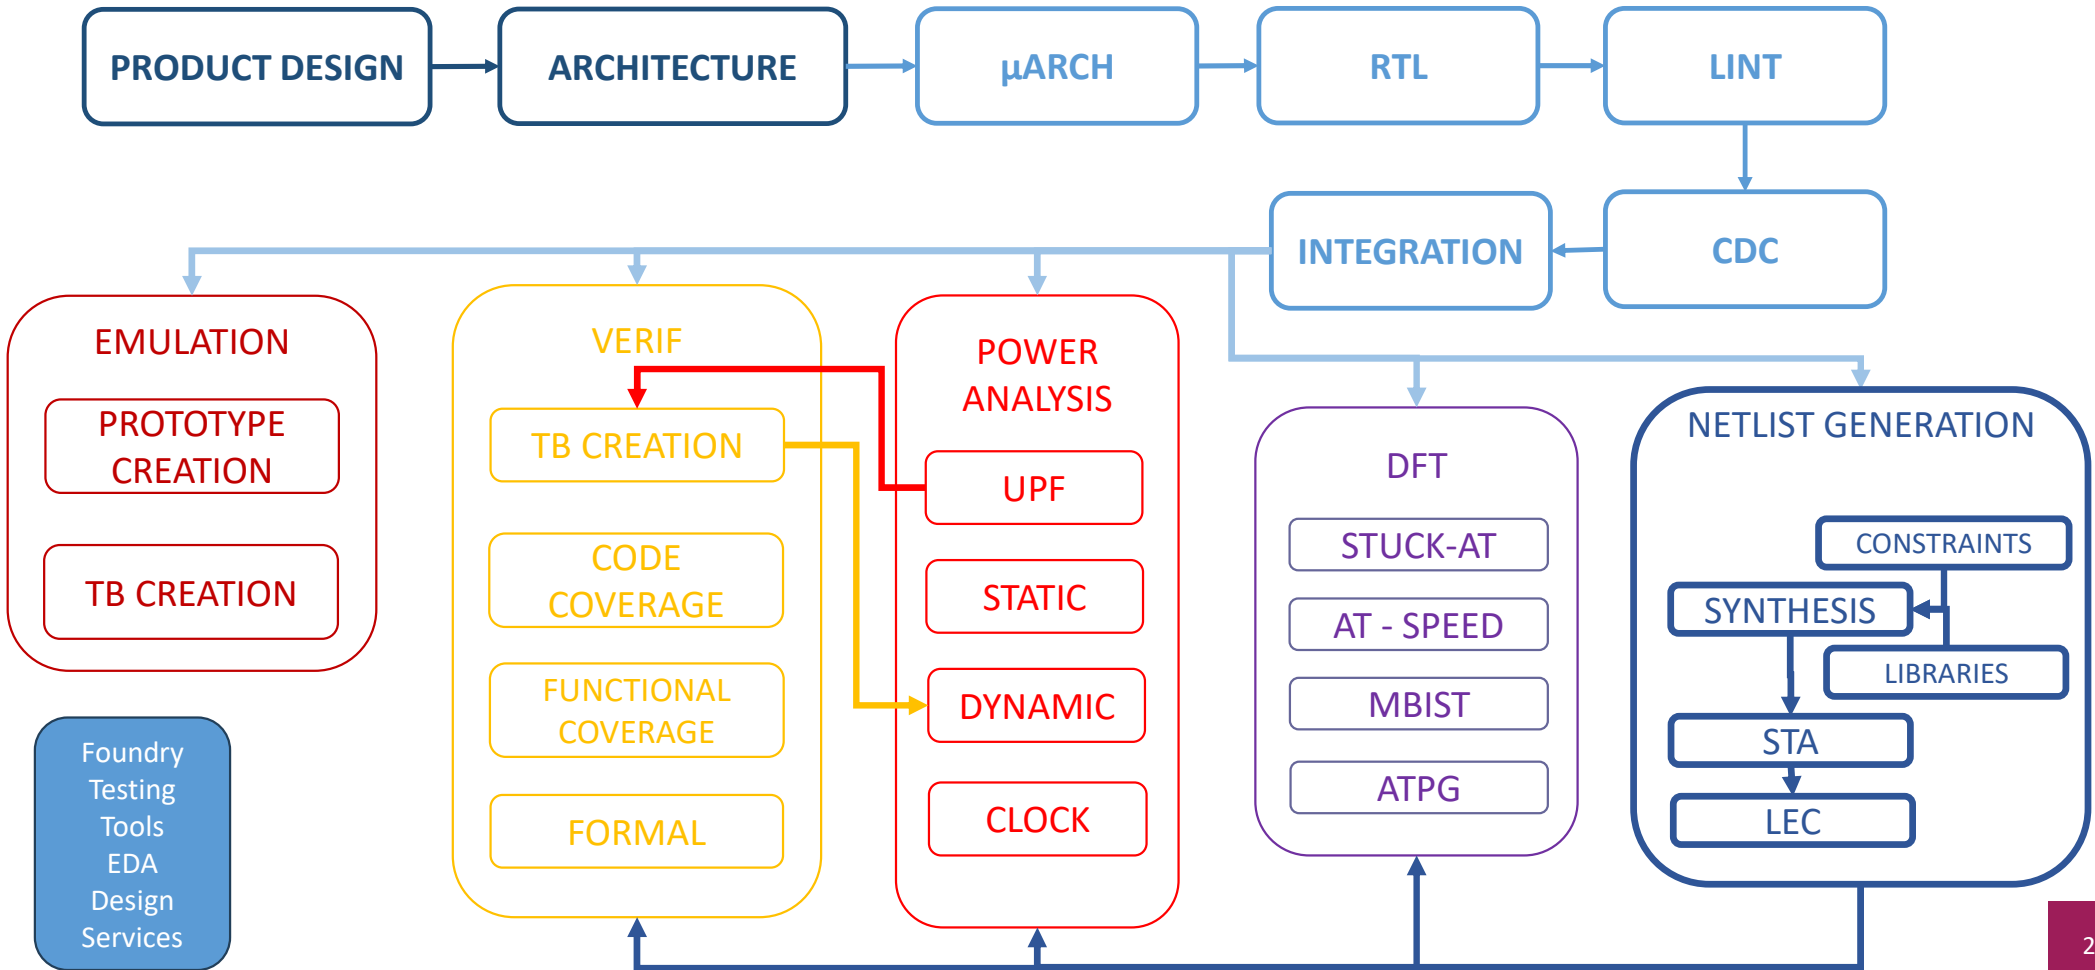 PRODUCT DESIGN
ARCHITECTURE
µARCH
RTL
LINT
INTEGRATION
CDC
EMULATION
PROTOTYPE
CREATION
TB CREATION
VERIF
TB CREATION
CODE
COVERAGE
FUNCTIONAL
COVERAGE
FORMAL
POWER
ANALYSIS
UPF
STATIC
DYNAMIC
CLOCK
DFT
STUCK-AT
AT - SPEED
MBIST
ATPG
NETLIST GENERATION
CONSTRAINTS
SYNTHESIS
LIBRARIES
STA
LEC
Foundry
Testing
Tools
EDA
Design
Services
2